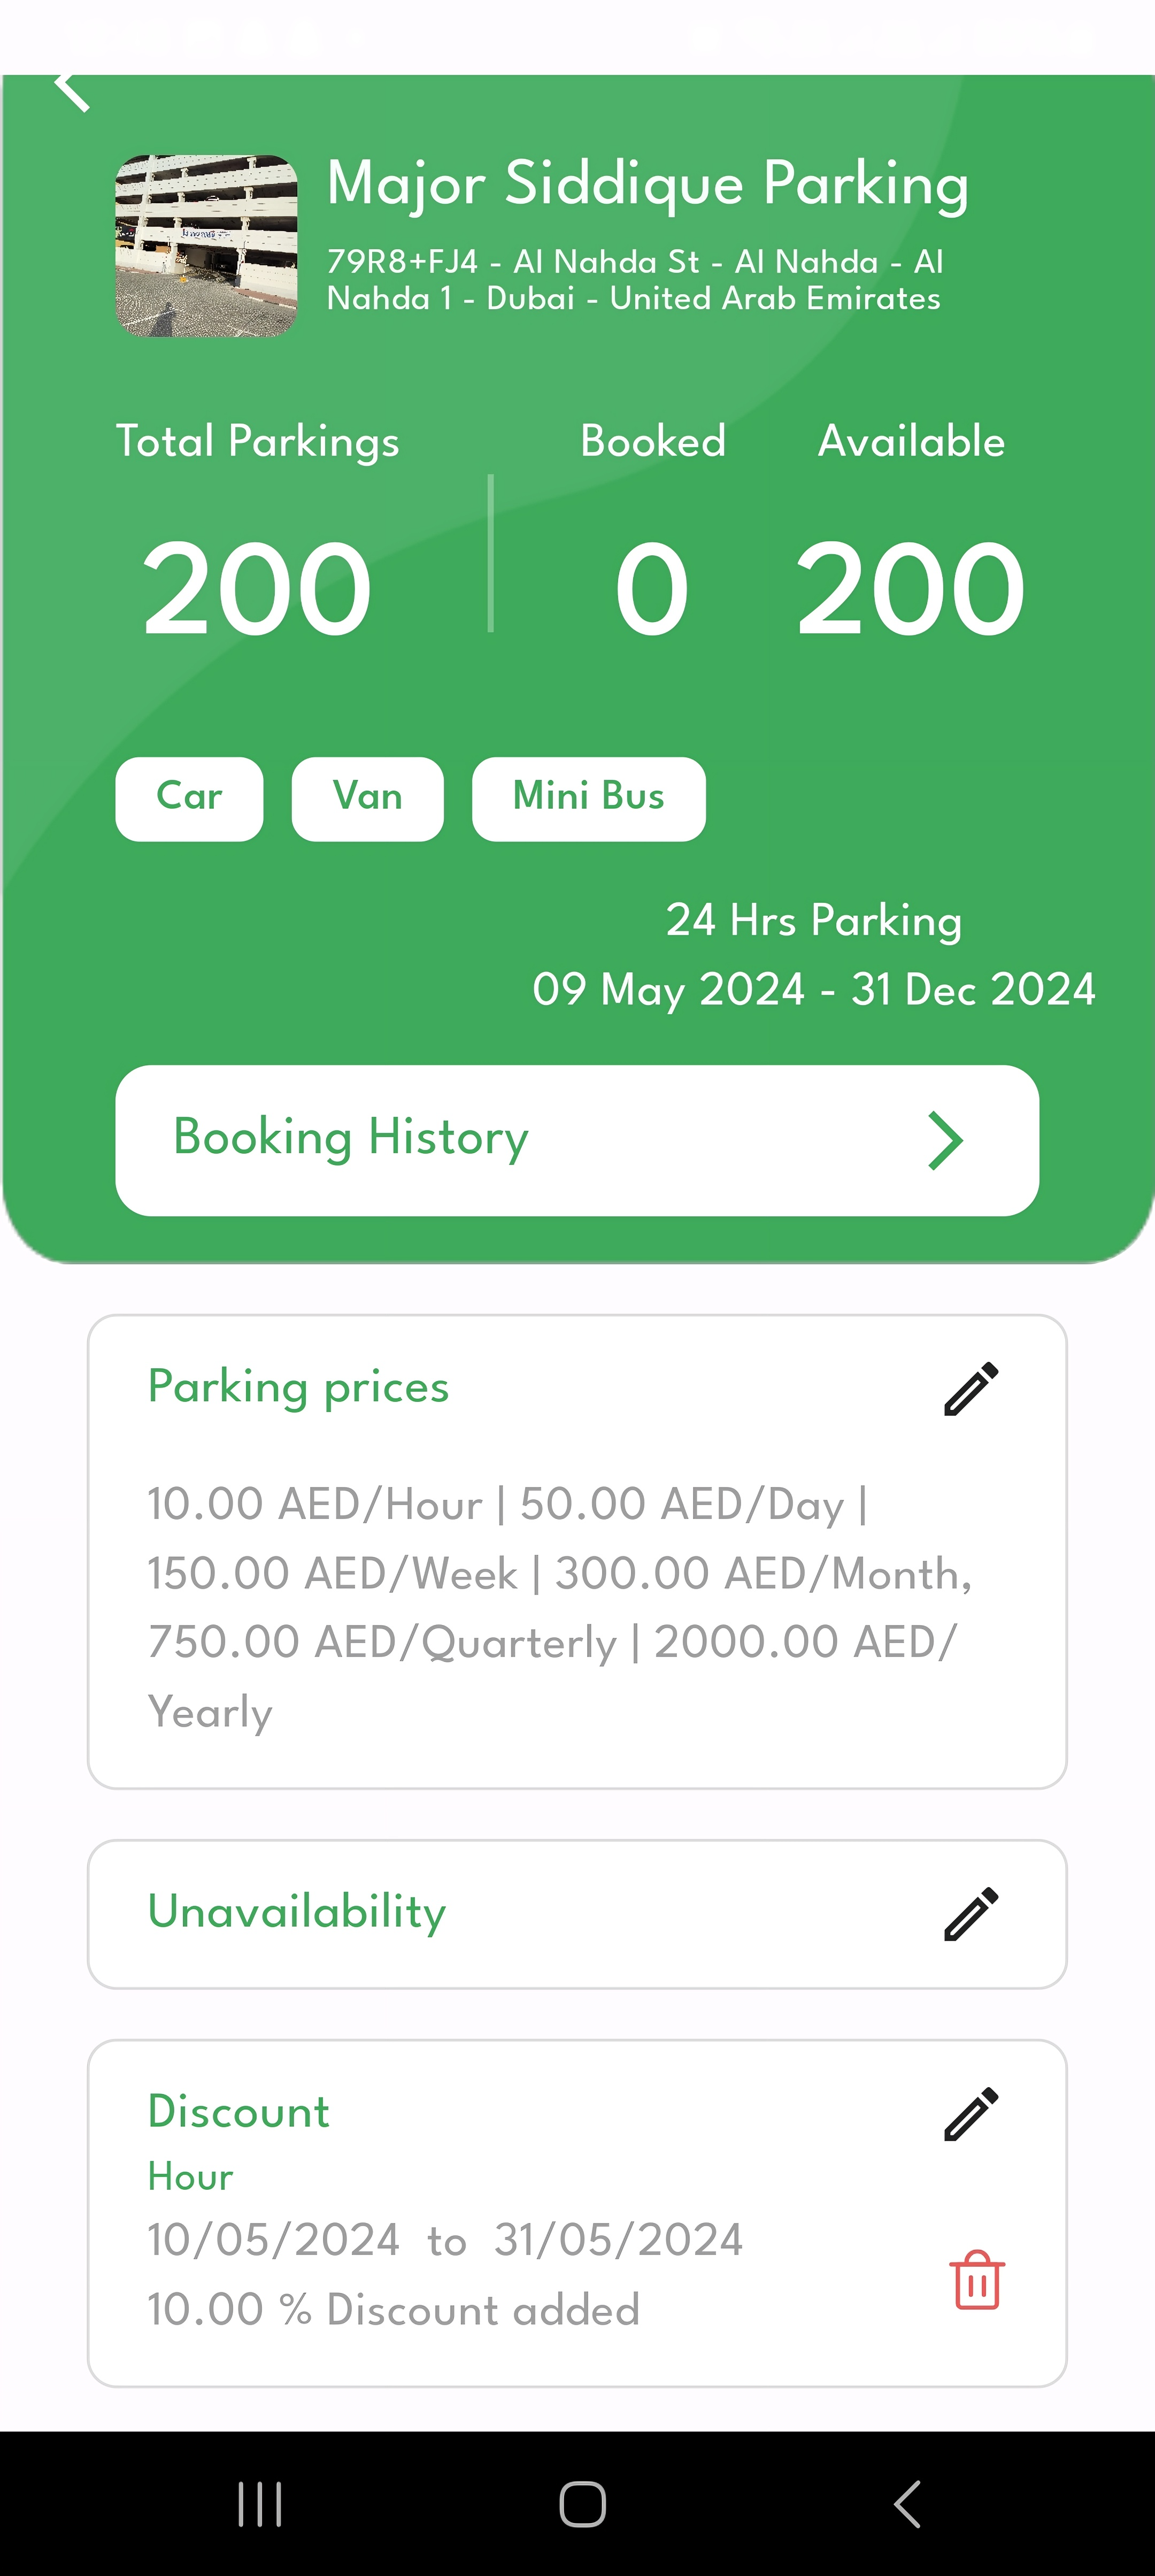 Major Siddique Parking
79R8+FJ4 - Al Nahda St - Al Nahda - Al
Nahda 1 - Dubai - United Arab Emirates
Total Parkings
Booked
Available
200
0
200
Car
Van
Mini Bus
24 Hrs Parking
09 May 2024 - 31 Dec 2024
Booking History
Parking prices
10.00 AED/Hour | 50.00 AED/Day |
150.00 AED/Week | 300.00 AED/Month,
750.00 AED/Quarterly | 2000.00 AED/
Yearly
Unavailability
Discount
Hour
10/05/2024 to 31/05/2024
10.00 % Discount added